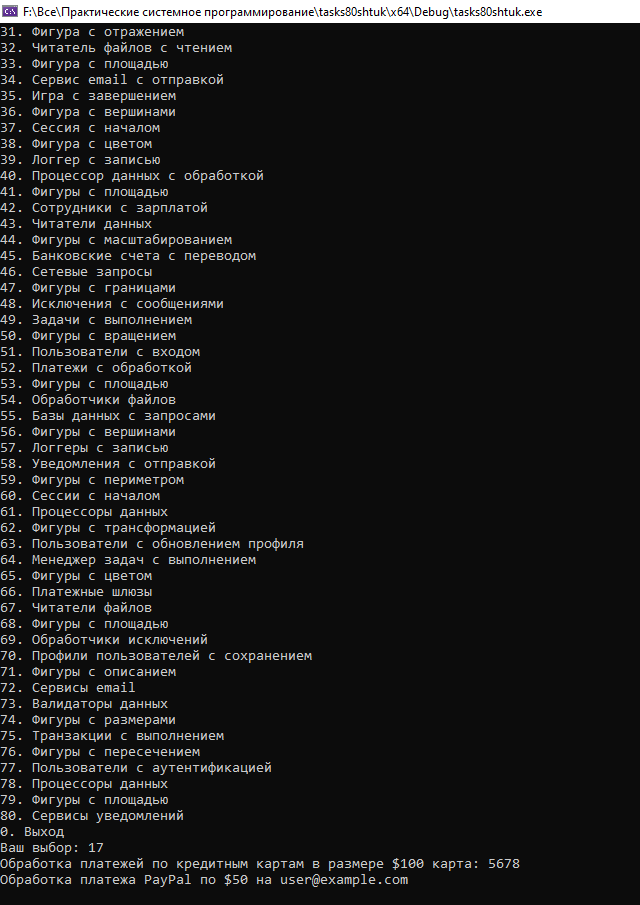 F:\Все\Практические системное программирование\tasks80shtuk\x64\Debug\tasks80shtuk.exe
31. Фигура с отражением
32. Читатель файлов с чтением
33. Фигура с площадью
34. Сервис email с отправкой
35. Игра с завершением
36. Фигура с вершинами
37. Сессия с началом
38. Фигура с цветом
39. Логгер с записью
40. Процессор данных с обработкой
41. Фигуры с площадью
42. Сотрудники с зарплатой
43. Читатели данных
44. Фигуры с масштабированием
45. Банковские счета с переводом
46. Сетевые запросы
47. Фигуры с границами
48. Исключения с сообщениями
49. Задачи с выполнением
50. Фигуры с вращением
51. Пользователи с входом
52. Платежи с обработкой
53. Фигуры с площадью
54. Обработчики файлов
55. Базы данных с запросами
56. Фигуры с вершинами
57. Логгеры с записью
58. Уведомления с отправкой
59. Фигуры с периметром
60. Сессии с началом
61. Процессоры данных
62. Фигуры с трансформацией
63. Пользователи с обновлением профиля
64. Менеджер задач с выполнением
65. Фигуры с цветом
66. Платежные шлюзы
67. Читатели файлов
68. Фигуры с площадью
69. Обработчики исключений
70. Профили пользователей с сохранением
71. Фигуры с описанием
72. Сервисы email
73. Валидаторы данных
74. Фигуры с размерами
75. Транзакции с выполнением
76. Фигуры с пересечением
77. Пользователи с аутентификацией
78. Процессоры данных
79. Фигуры с площадью
80. Сервисы уведомлений
0. Выход
Ваш выбор: 17
Обработка платежей по кредитным картам в размере $100 карта: 5678
Обработка платежа PayPal по $50 на user@example.com